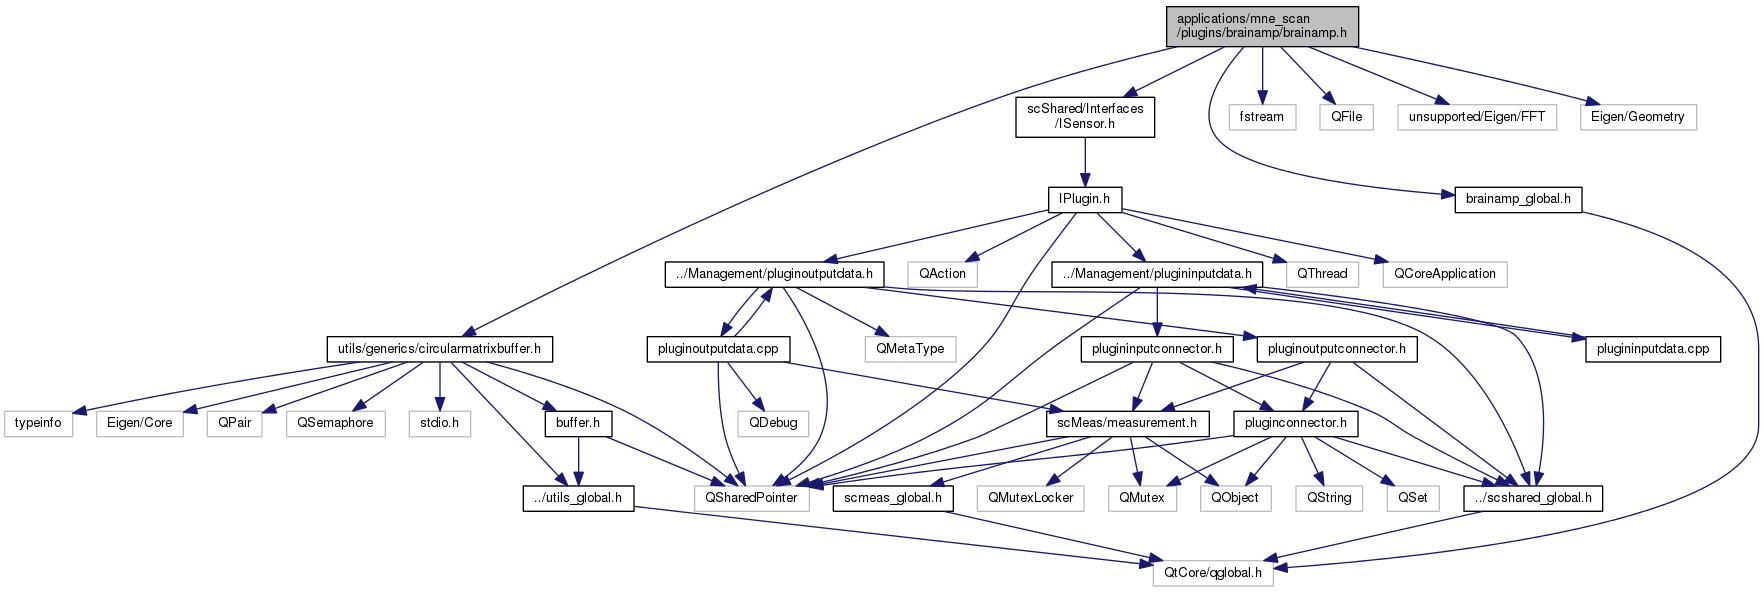 applications/mne_scan
/plugins/brainamp/brainamp.h
scShared/Interfaces
/ISensor.h
fstream
QFile
unsupported/Eigen/FFT
Eigen/Geometry
IPlugin.h
brainamp_global.h
../Management/pluginoutputdata.h
QAction
../Management/plugininputdata.h
QThread
QCoreApplication
utils/generics/circularmatrixbuffer.h
pluginoutputdata.cpp
QMetaType
plugininputconnector.h
pluginoutputconnector.h
plugininputdata.cpp
typeinfo
Eigen/Core
QPair
QSemaphore
stdio.h
buffer.h
QDebug
scMeas/measurement.h
pluginconnector.h
../utils_global.h
QSharedPointer
scmeas_global.h
QMutexLocker
QMutex
QObject
QString
QSet
../scshared_global.h
QtCore/qglobal.h